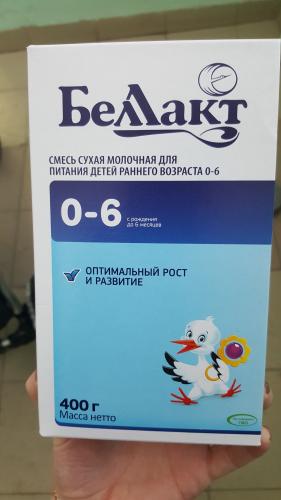 БеЛЛакт
СМЕСЬ СУХАЯ МОЛОЧНАЯ ДЛЯ
ПИТАНИЯ ДЕТЕЙ РАННЕГО ВОЗРАСТА 0-6
0-6
с рождения
до 6 месяцев
ОПТИМАЛЬНЫЙ РОСТ
И РАЗВИТИЕ
400 г
Масса нетто